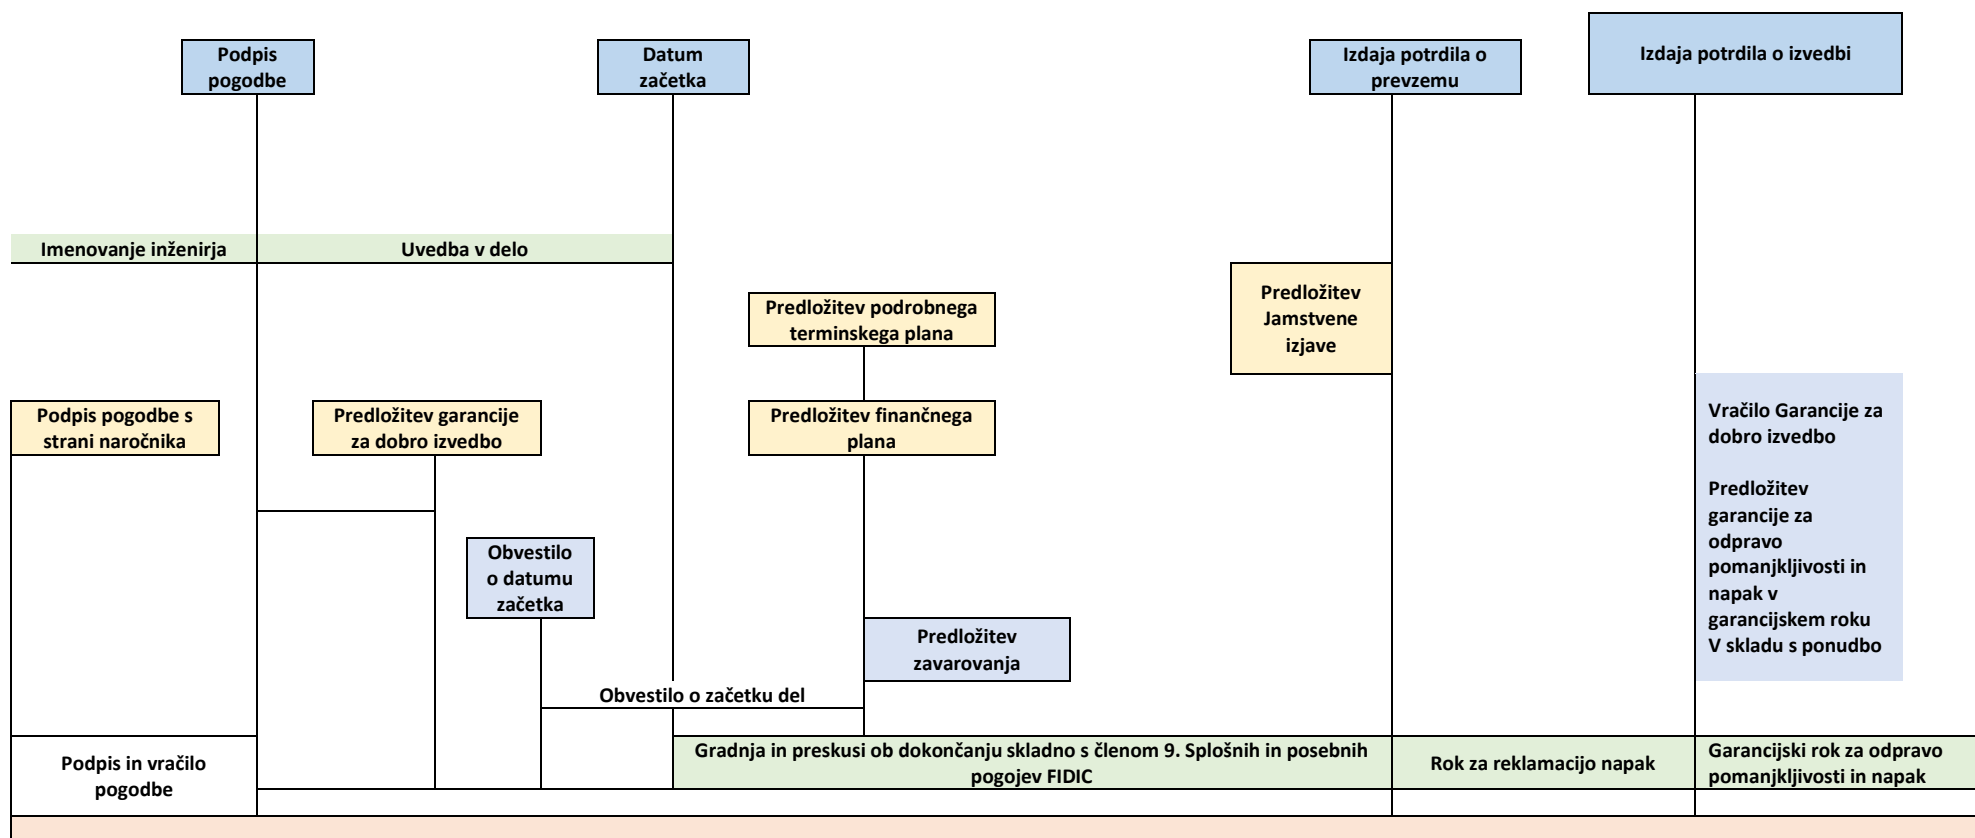 Podpis
pogodbe
Datum
začetka
Izdaja potrdila o
prevzemu
Izdaja potrdila o izvedbi
Imenovanje inženirja
Uvedba v delo
Predložitev podrobnega
terminskega plana
Predložitev
Jamstvene
izjave
Podpis pogodbe s
strani naročnika
Predložitev garancije
za dobro izvedbo
Predložitev finančnega
plana
Vračilo Garancije za
dobro izvedbo
Predložitev
garancije za
odpravo
pomanjkljivosti in
napak v
garancijskem roku
V skladu s ponudbo
Obvestilo
o datumu
začetka
Predložitev
zavarovanja
Obvestilo o začetku del
Podpis in vračilo
pogodbe
Gradnja in preskusi ob dokončanju skladno s členom 9. Splošnih in posebnih
pogojev FIDIC
Rok za reklamacijo napak
Garancijski rok za odpravo
pomanjkljivosti in napak